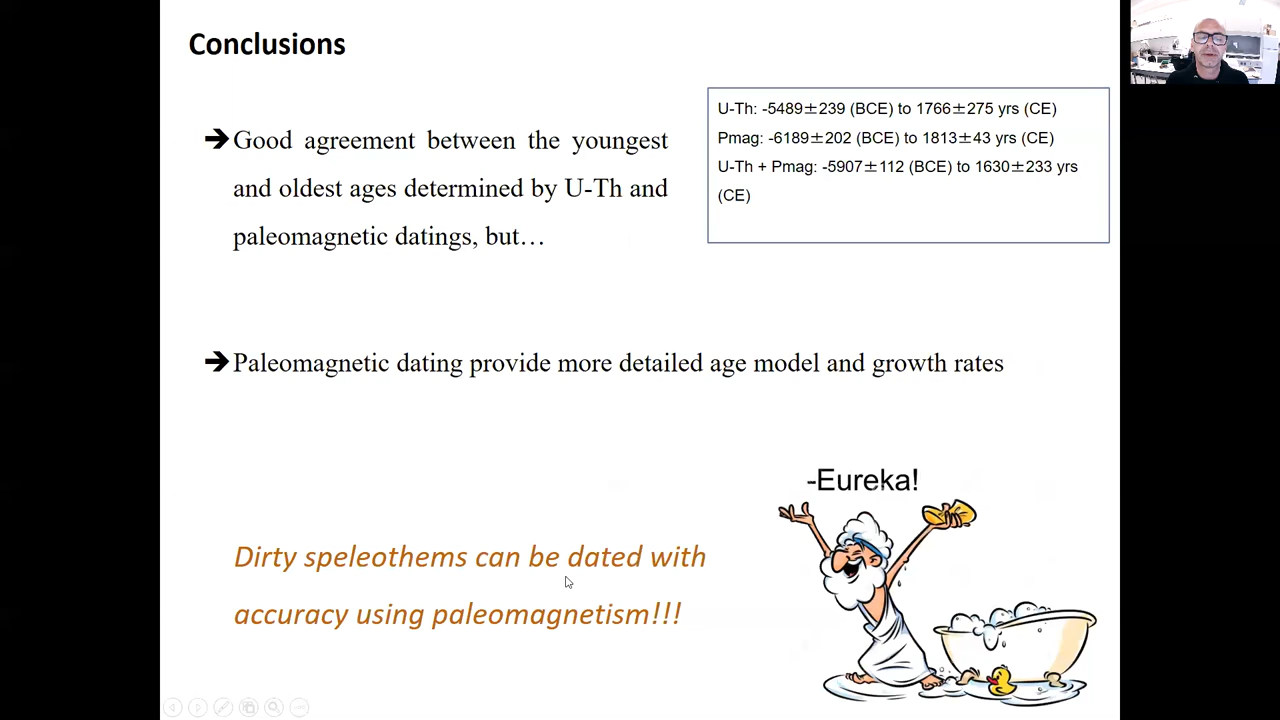 Conclusions
U-Th: -5489±239 (BCE) to 1766±275 yrs (CE)
Pmag: -6189±202 (BCE) to 1813±43 yrs (CE)
U-Th + Pmag: -5907±112 (BCE) to 1630±233 yrs
(CE)
➔Good agreement between the youngest
and oldest ages determined by U-Th and
paleomagnetic datings, but…
➔Paleomagnetic dating provide more detailed age model and growth rates
-Eureka!
Dirty speleothems can be dated with
accuracy using paleomagnetism!!!